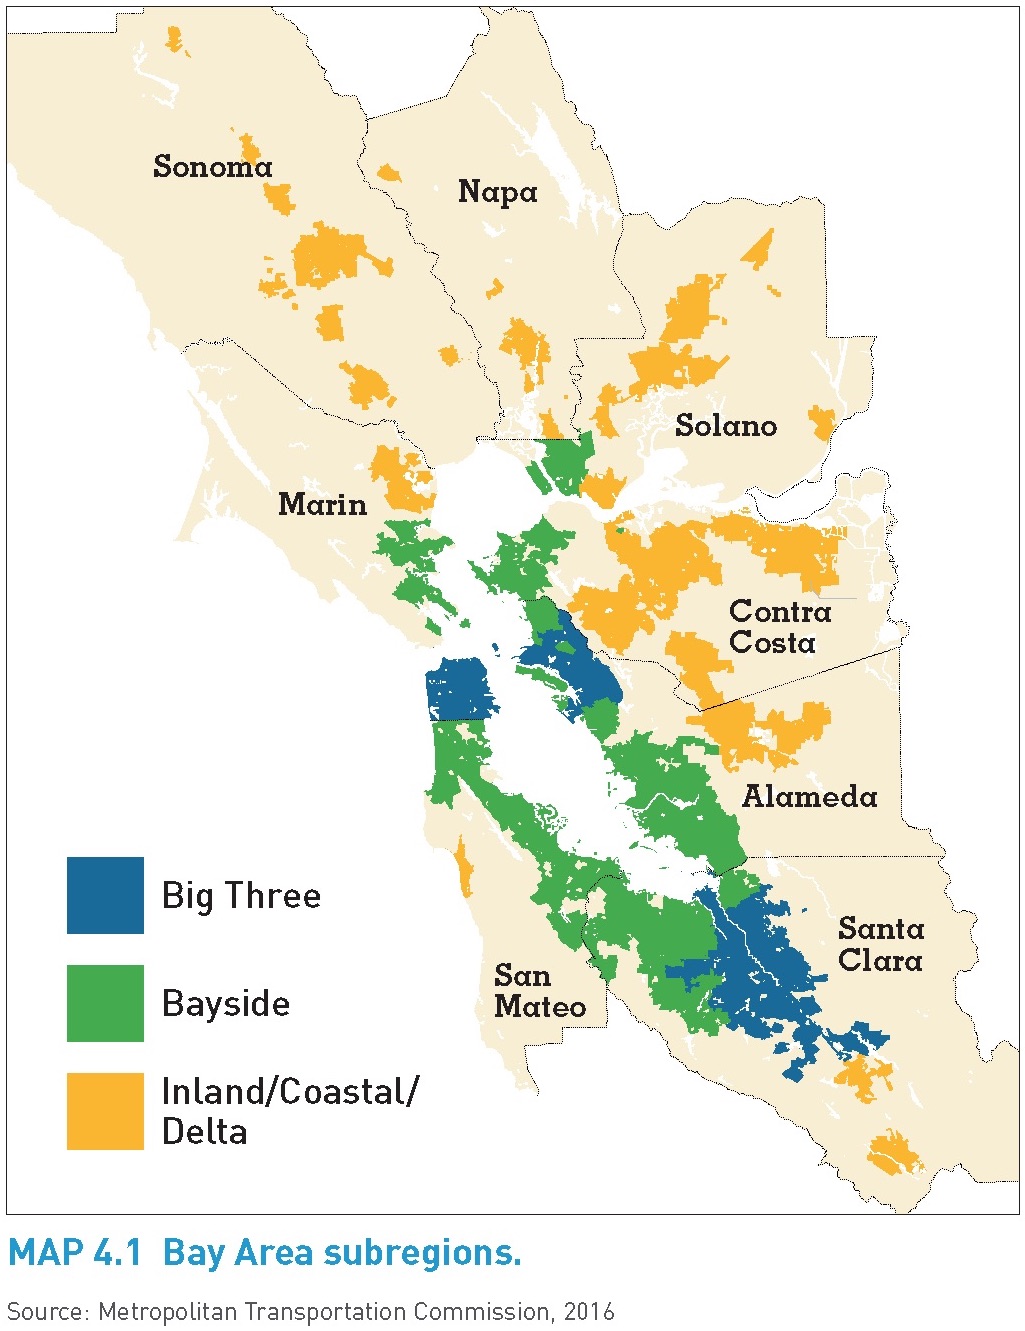 Sonoma
Napa
Solano
Marin
Contra
Costa
Alameda
Big Three
Santa
Clara
San
Mateo
Bayside
Inland/Coastal/
Delta
MAP 4.1 Bay Area subregions.
Source: Metropolitan Transportation Commission, 2016